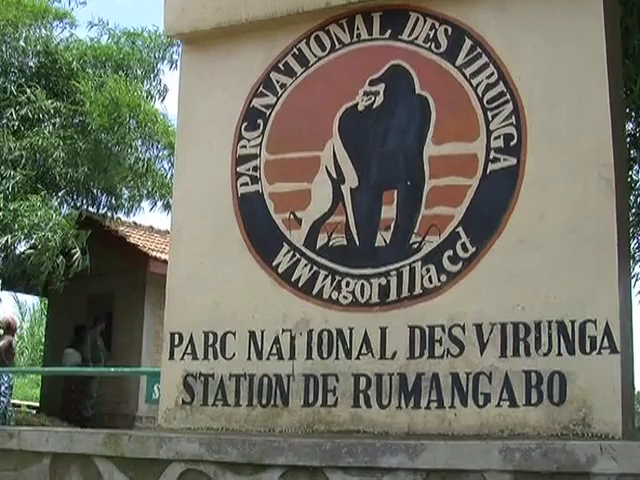 PARC NATIONAL DES VIRUNGA
www.gorilla.cd
PARC NATIONAL DES VIRUNGA
STATION DE RUMANGABO
S